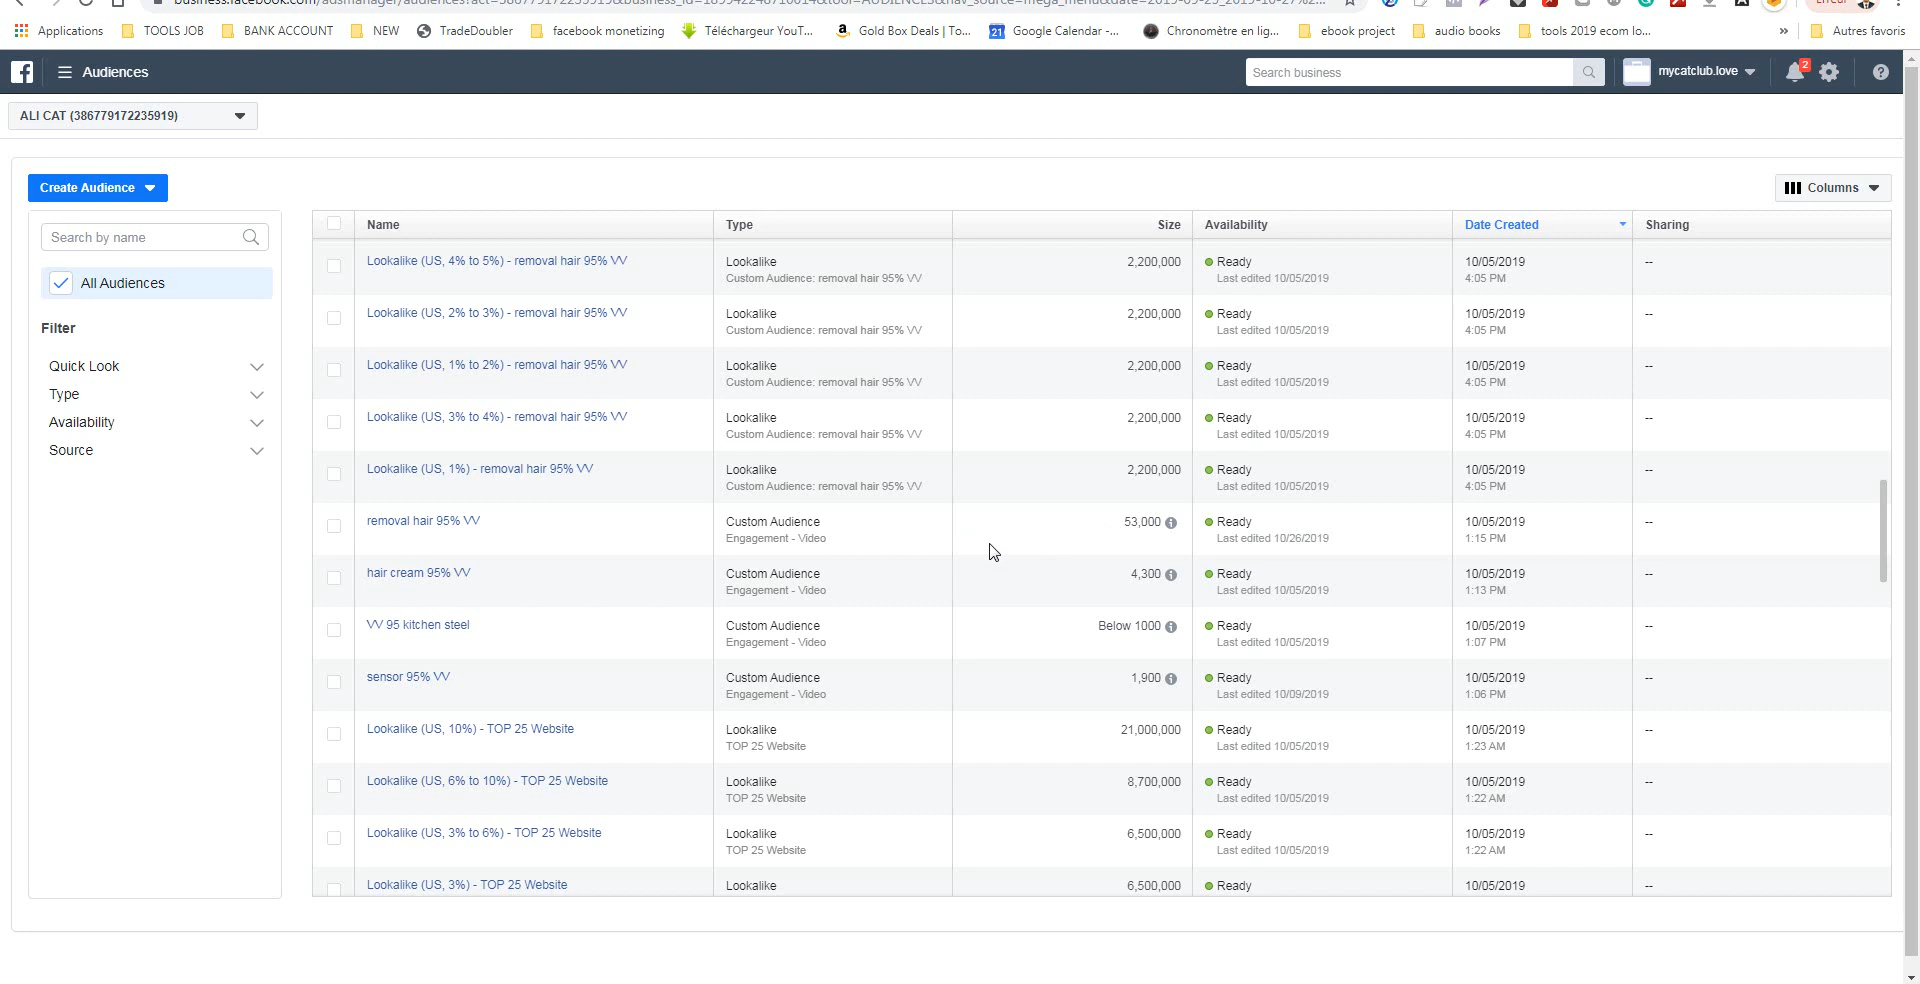 Applications TOOLS JOB BANK ACCOUNT NEW TradeDoubler facebook monetizing Téléchargeur YouT... Gold Box Deals | To... Google Calendar -... Chronomètre en lig... ebook project audio books tools 2019 ecom lo... » Autres favoris
Audiences Search business mycatclub.love 2
ALI CAT (386779172235919)
Create Audience Columns
Search by name
All Audiences
Filter
Quick Look
Type
Availability
Source
Name Type Size Availability Date Created Sharing
Lookalike (US, 4% to 5%) - removal hair 95% VV Lookalike 2,200,000 Ready 10/05/2019 --
Custom Audience: removal hair 95% VV Last edited 10/05/2019 4:05 PM
Lookalike (US, 2% to 3%) - removal hair 95% VV Lookalike 2,200,000 Ready 10/05/2019 --
Custom Audience: removal hair 95% VV Last edited 10/05/2019 4:05 PM
Lookalike (US, 1% to 2%) - removal hair 95% VV Lookalike 2,200,000 Ready 10/05/2019 --
Custom Audience: removal hair 95% VV Last edited 10/05/2019 4:05 PM
Lookalike (US, 3% to 4%) - removal hair 95% VV Lookalike 2,200,000 Ready 10/05/2019 --
Custom Audience: removal hair 95% VV Last edited 10/05/2019 4:05 PM
Lookalike (US, 1%) - removal hair 95% VV Lookalike 2,200,000 Ready 10/05/2019 --
Custom Audience: removal hair 95% VV Last edited 10/05/2019 4:05 PM
removal hair 95% VV Custom Audience 53,000 Ready 10/05/2019 --
Engagement - Video Last edited 10/26/2019 1:15 PM
hair cream 95% VV Custom Audience 4,300 Ready 10/05/2019 --
Engagement - Video Last edited 10/05/2019 1:13 PM
VV 95 kitchen steel Custom Audience Below 1000 Ready 10/05/2019 --
Engagement - Video Last edited 10/05/2019 1:07 PM
sensor 95% VV Custom Audience 1,900 Ready 10/05/2019 --
Engagement - Video Last edited 10/09/2019 1:06 PM
Lookalike (US, 10%) - TOP 25 Website Lookalike 21,000,000 Ready 10/05/2019 --
TOP 25 Website Last edited 10/05/2019 1:23 AM
Lookalike (US, 6% to 10%) - TOP 25 Website Lookalike 8,700,000 Ready 10/05/2019 --
TOP 25 Website Last edited 10/05/2019 1:22 AM
Lookalike (US, 3% to 6%) - TOP 25 Website Lookalike 6,500,000 Ready 10/05/2019 --
TOP 25 Website Last edited 10/05/2019 1:22 AM
Lookalike (US, 3%) - TOP 25 Website Lookalike 6,500,000 Ready 10/05/2019 --